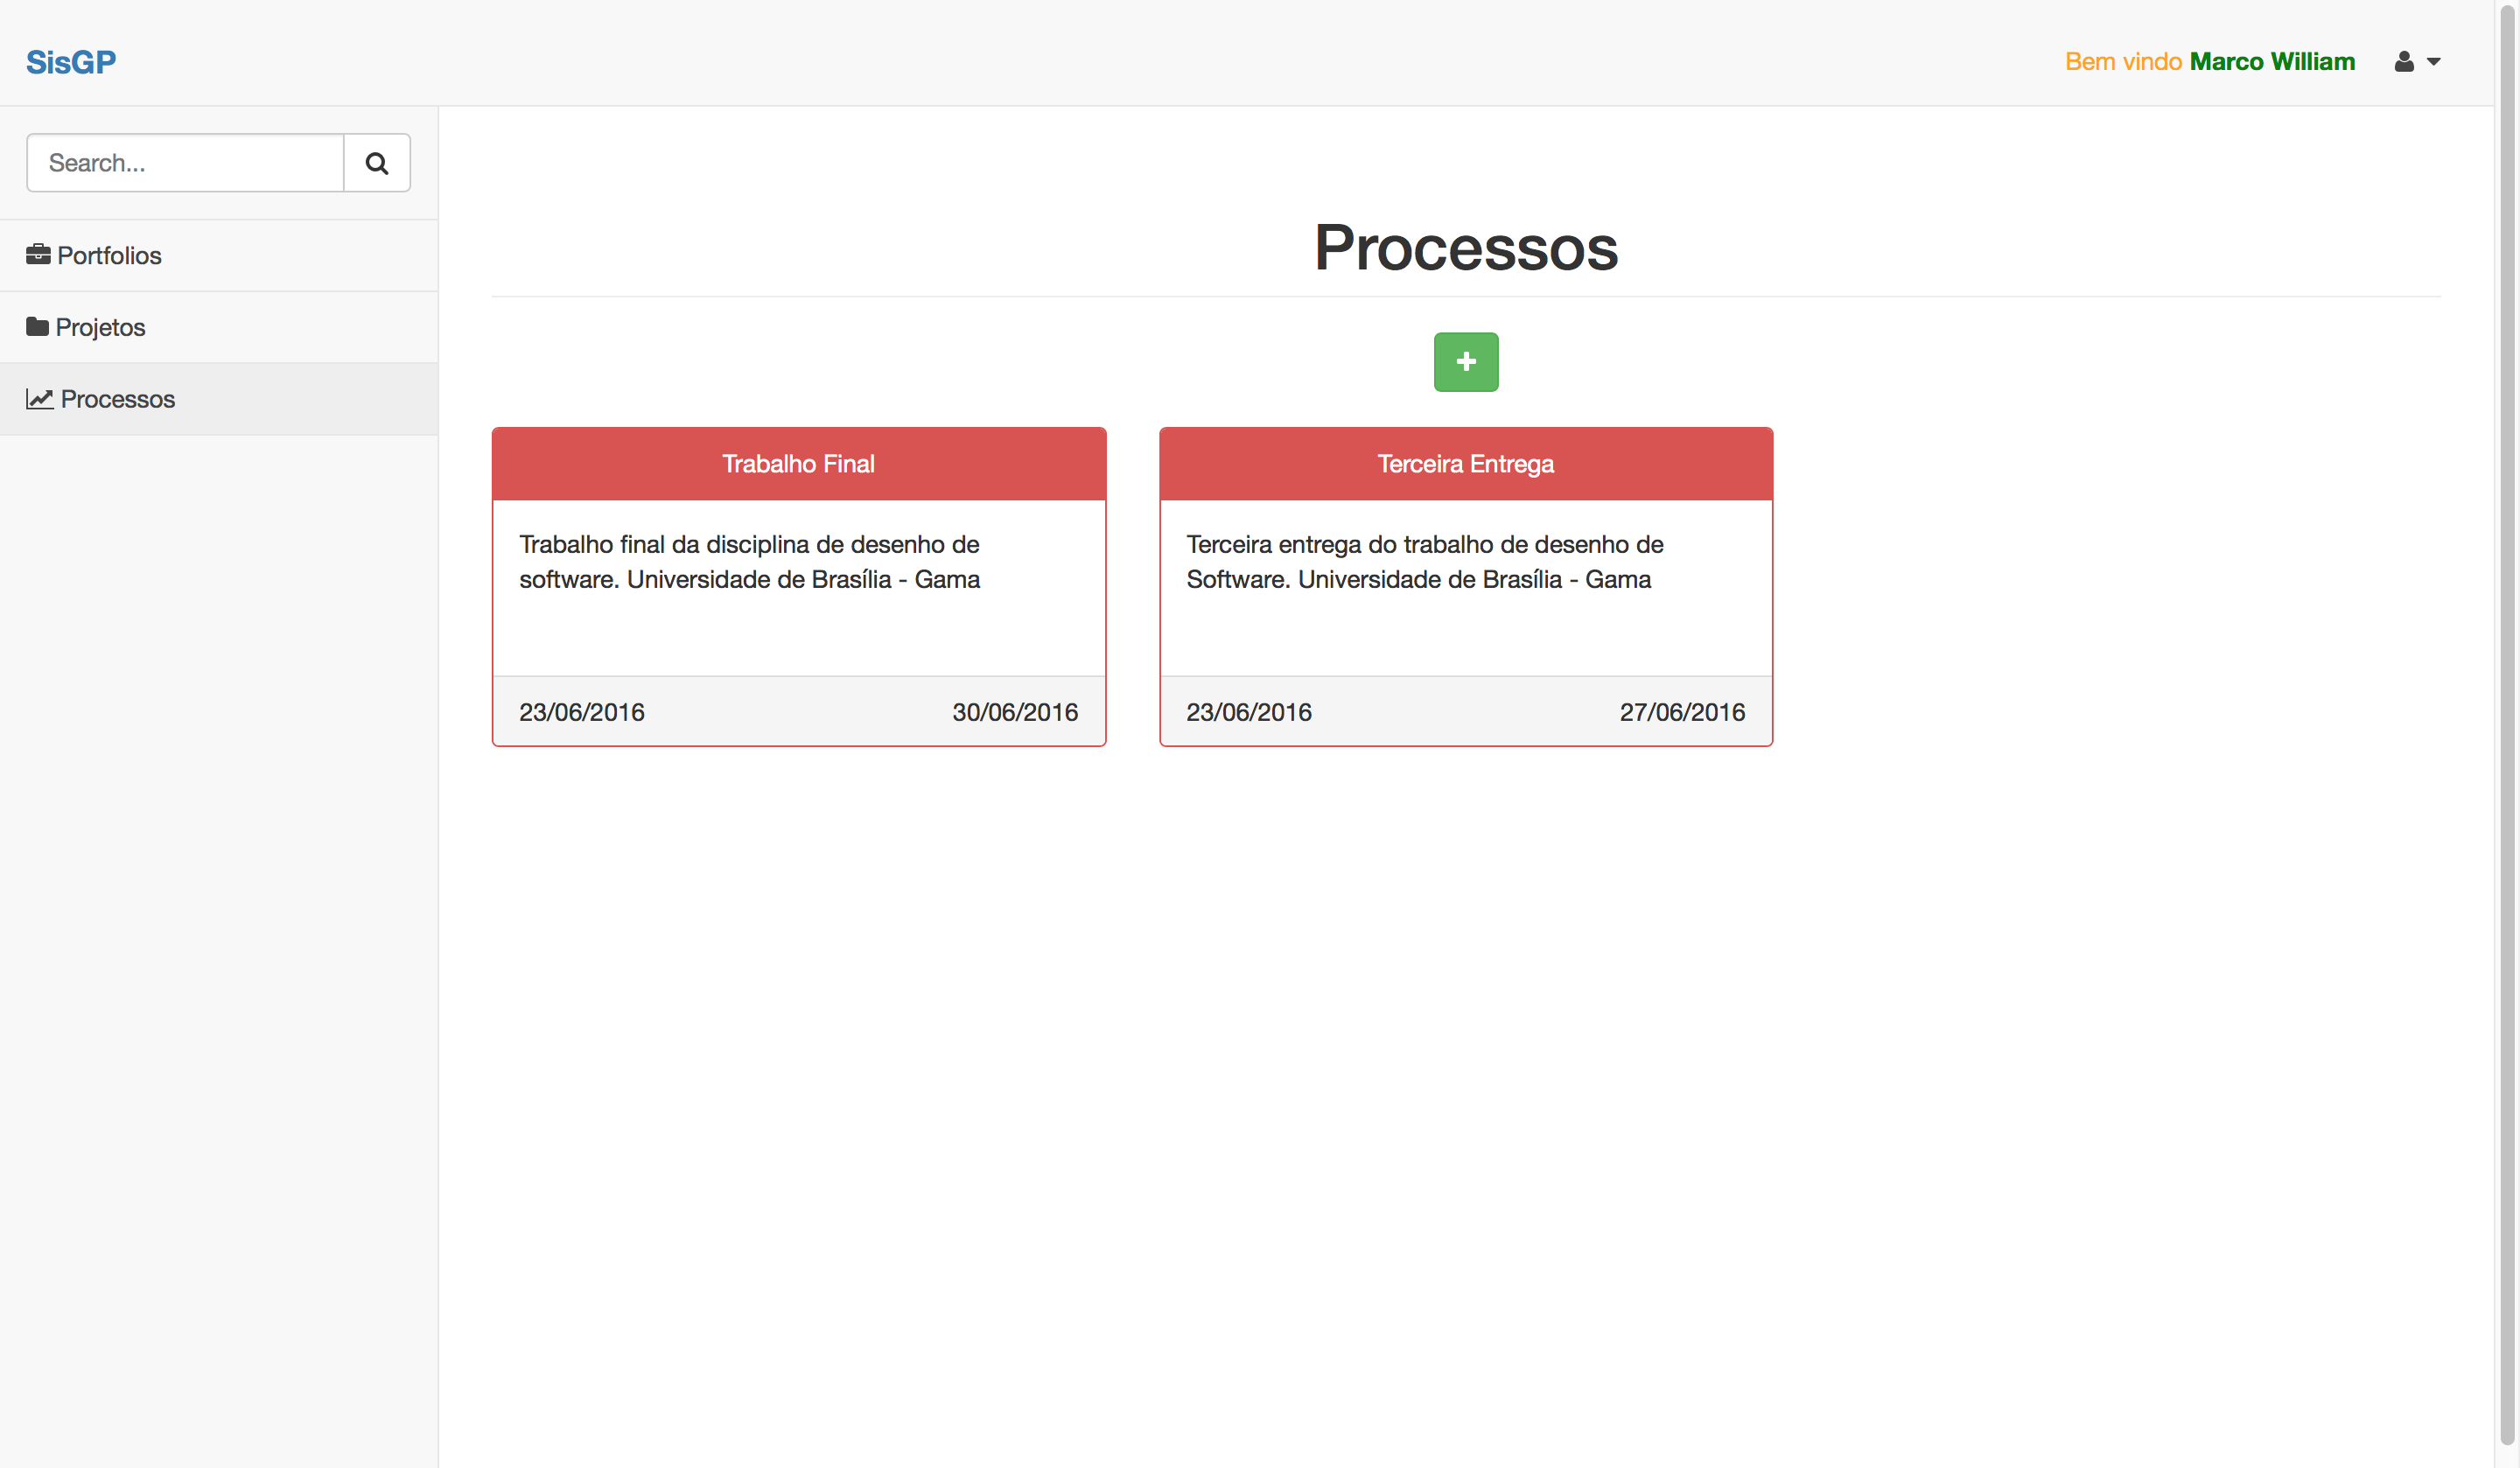 SisGP
Bem vindo Marco William
Search...
Portfolios
Projetos
Processos
Processos
Trabalho Final
Trabalho final da disciplina de desenho de
software. Universidade de Brasília - Gama
23/06/2016 30/06/2016
Terceira Entrega
Terceira entrega do trabalho de desenho de
Software. Universidade de Brasília - Gama
23/06/2016 27/06/2016